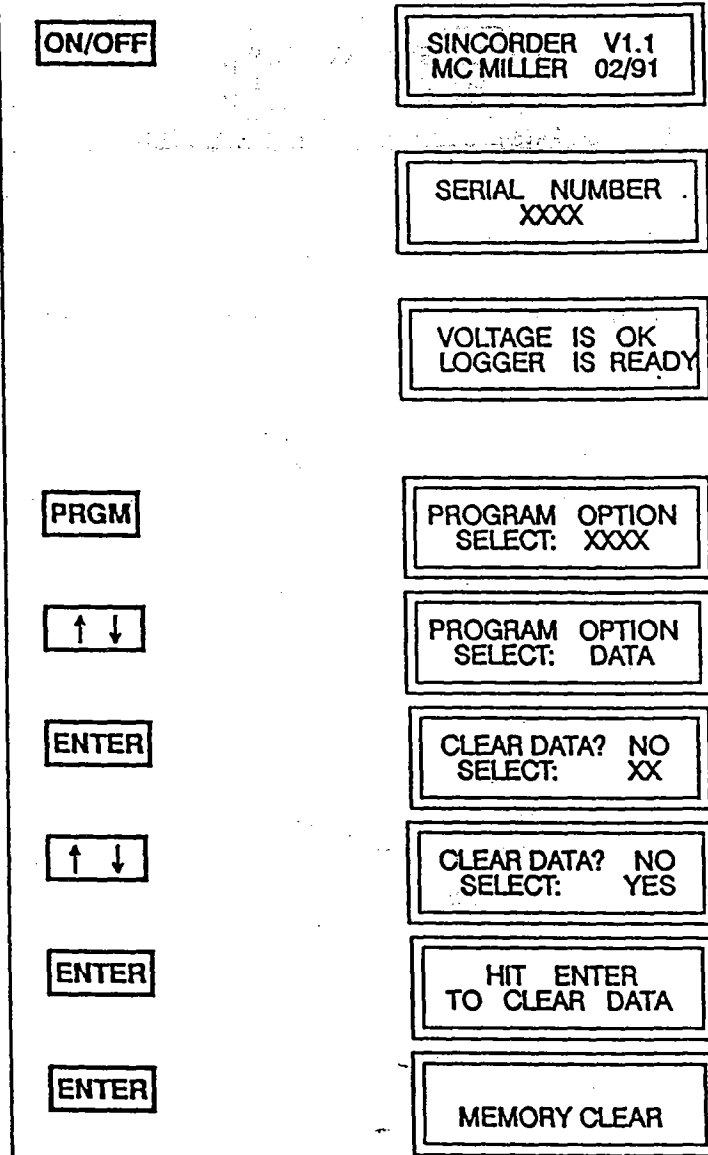 ON/OFF
SINCORDER V1.1
MC MILLER 02/91
SERIAL NUMBER
XXXX
VOLTAGE IS OK
LOGGER IS READY
PRGM
PROGRAM OPTION
SELECT: XXXX
↑ ↓
PROGRAM OPTION
SELECT: DATA
ENTER
CLEAR DATA? NO
SELECT: XX
↑ ↓
CLEAR DATA? NO
SELECT: YES
ENTER
HIT ENTER
TO CLEAR DATA
ENTER
MEMORY CLEAR